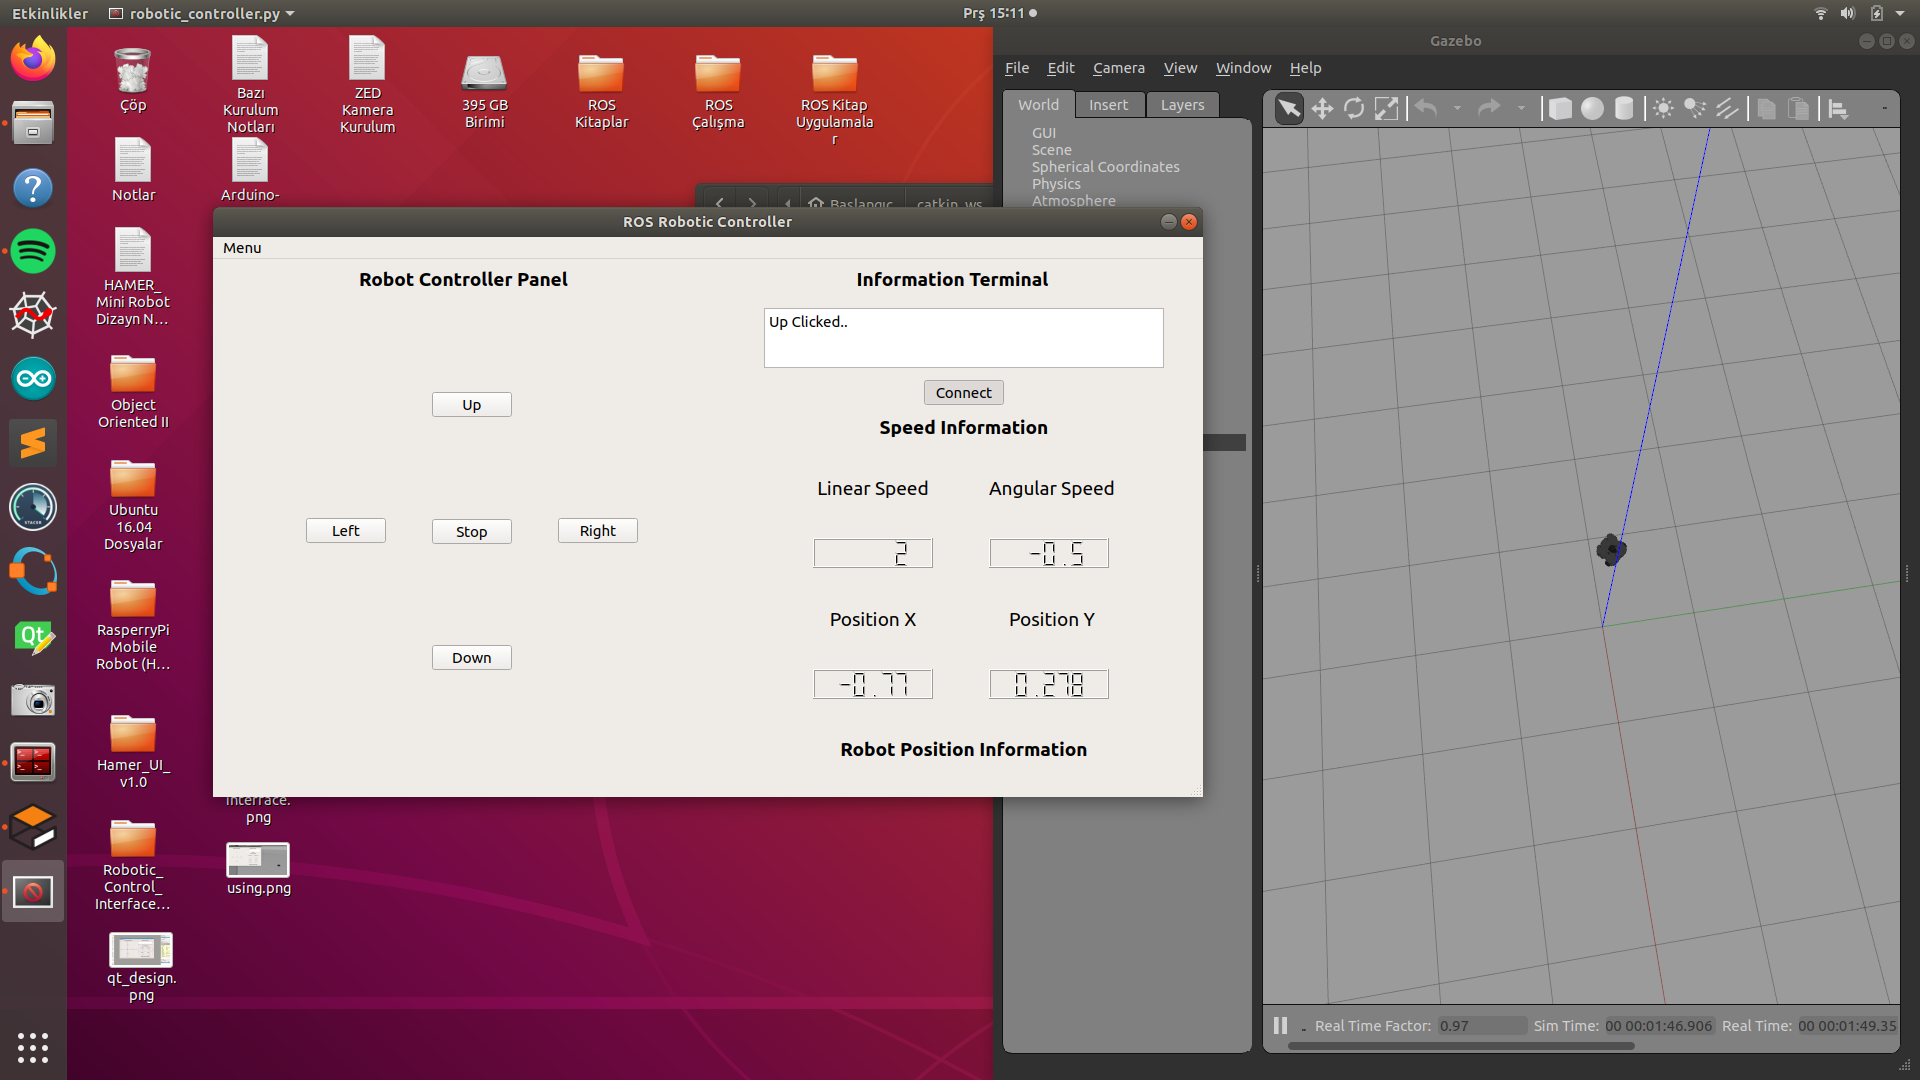 Etkinlikler
robotic_controller.py
Prş 15:11
Çöp
Bazı
Kurulum
Notları
ZED
Kamera
Kurulum
395 GB
Birimi
ROS
Kitaplar
ROS
Çalışma
ROS Kitap
Uygulamala
r
Notlar
Arduino-
HAMER_
Mini Robot
Dizayn N...
Object
Oriented II
Ubuntu
16.04
Dosyalar
RasperryPi
Mobile
Robot (H...
Hamer_UI_
v1.0
Robotic_
Control_
Interface...
qt_design.
png
interface.
png
using.png
Qt
STACER
Başlangıç
catkin_ws
ROS Robotic Controller
Menu
Robot Controller Panel
Up
Left
Stop
Right
Down
Information Terminal
Up Clicked..
Connect
Speed Information
Linear Speed
Angular Speed
2
-0.5
Position X
Position Y
-0.77
0.278
Robot Position Information
Gazebo
File
Edit
Camera
View
Window
Help
World
Insert
Layers
GUI
Scene
Spherical Coordinates
Physics
Atmosphere
Real Time Factor:
0.97
Sim Time:
00 00:01:46.906
Real Time:
00 00:01:49.35